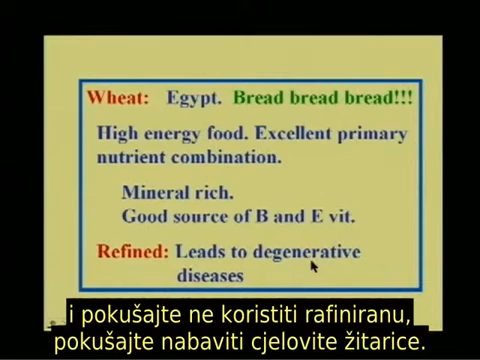 Wheat: Egypt. Bread bread bread!!!
High energy food. Excellent primary
nutrient combination.
Mineral rich.
Good source of B and E vit.
Refined: Leads to degenerative
diseases
i pokušajte ne koristiti rafiniranu,
pokušajte nabaviti cjelovite žitarice.